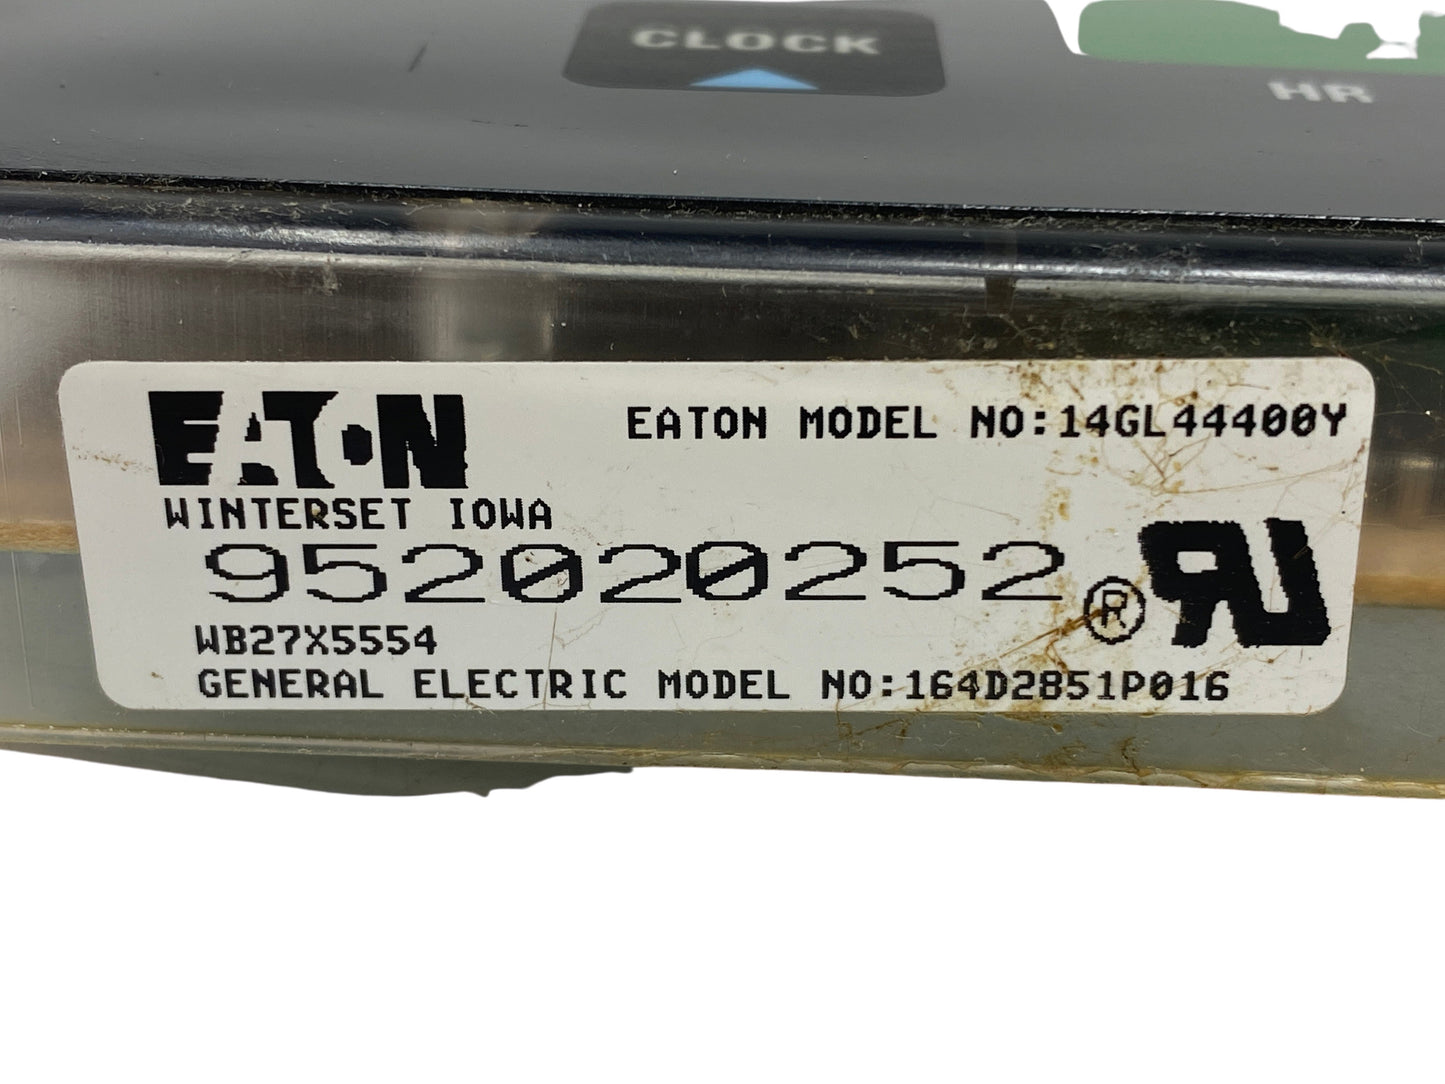 CLOCK
HR
EATON
EATON MODEL NO:14GL44400Y
WINTERSET IOWA
952020252
®
WB27X5554
GENERAL ELECTRIC MODEL NO:164D2851P016